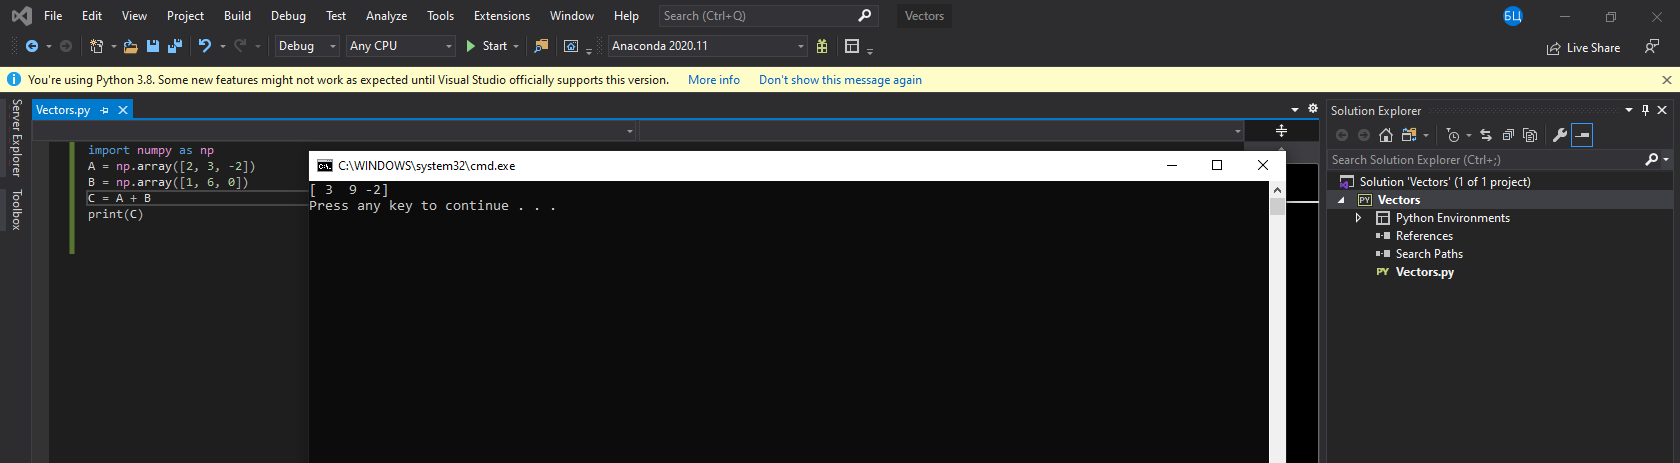 File Edit View Project Build Debug Test Analyze Tools Extensions Window Help Search (Ctrl+Q) Vectors БЦ
Debug Any CPU Start Anaconda 2020.11 Live Share
You're using Python 3.8. Some new features might not work as expected until Visual Studio officially supports this version. More info Don't show this message again
Server Explorer
Toolbox
Vectors.py
import numpy as np
A = np.array([2, 3, -2])
B = np.array([1, 6, 0])
C = A + B
print(C)
C:\. C:\WINDOWS\system32\cmd.exe
[ 3  9 -2]
Press any key to continue . . .
Solution Explorer
Search Solution Explorer (Ctrl+;)
Solution 'Vectors' (1 of 1 project)
PY Vectors
Python Environments
References
Search Paths
PY Vectors.py